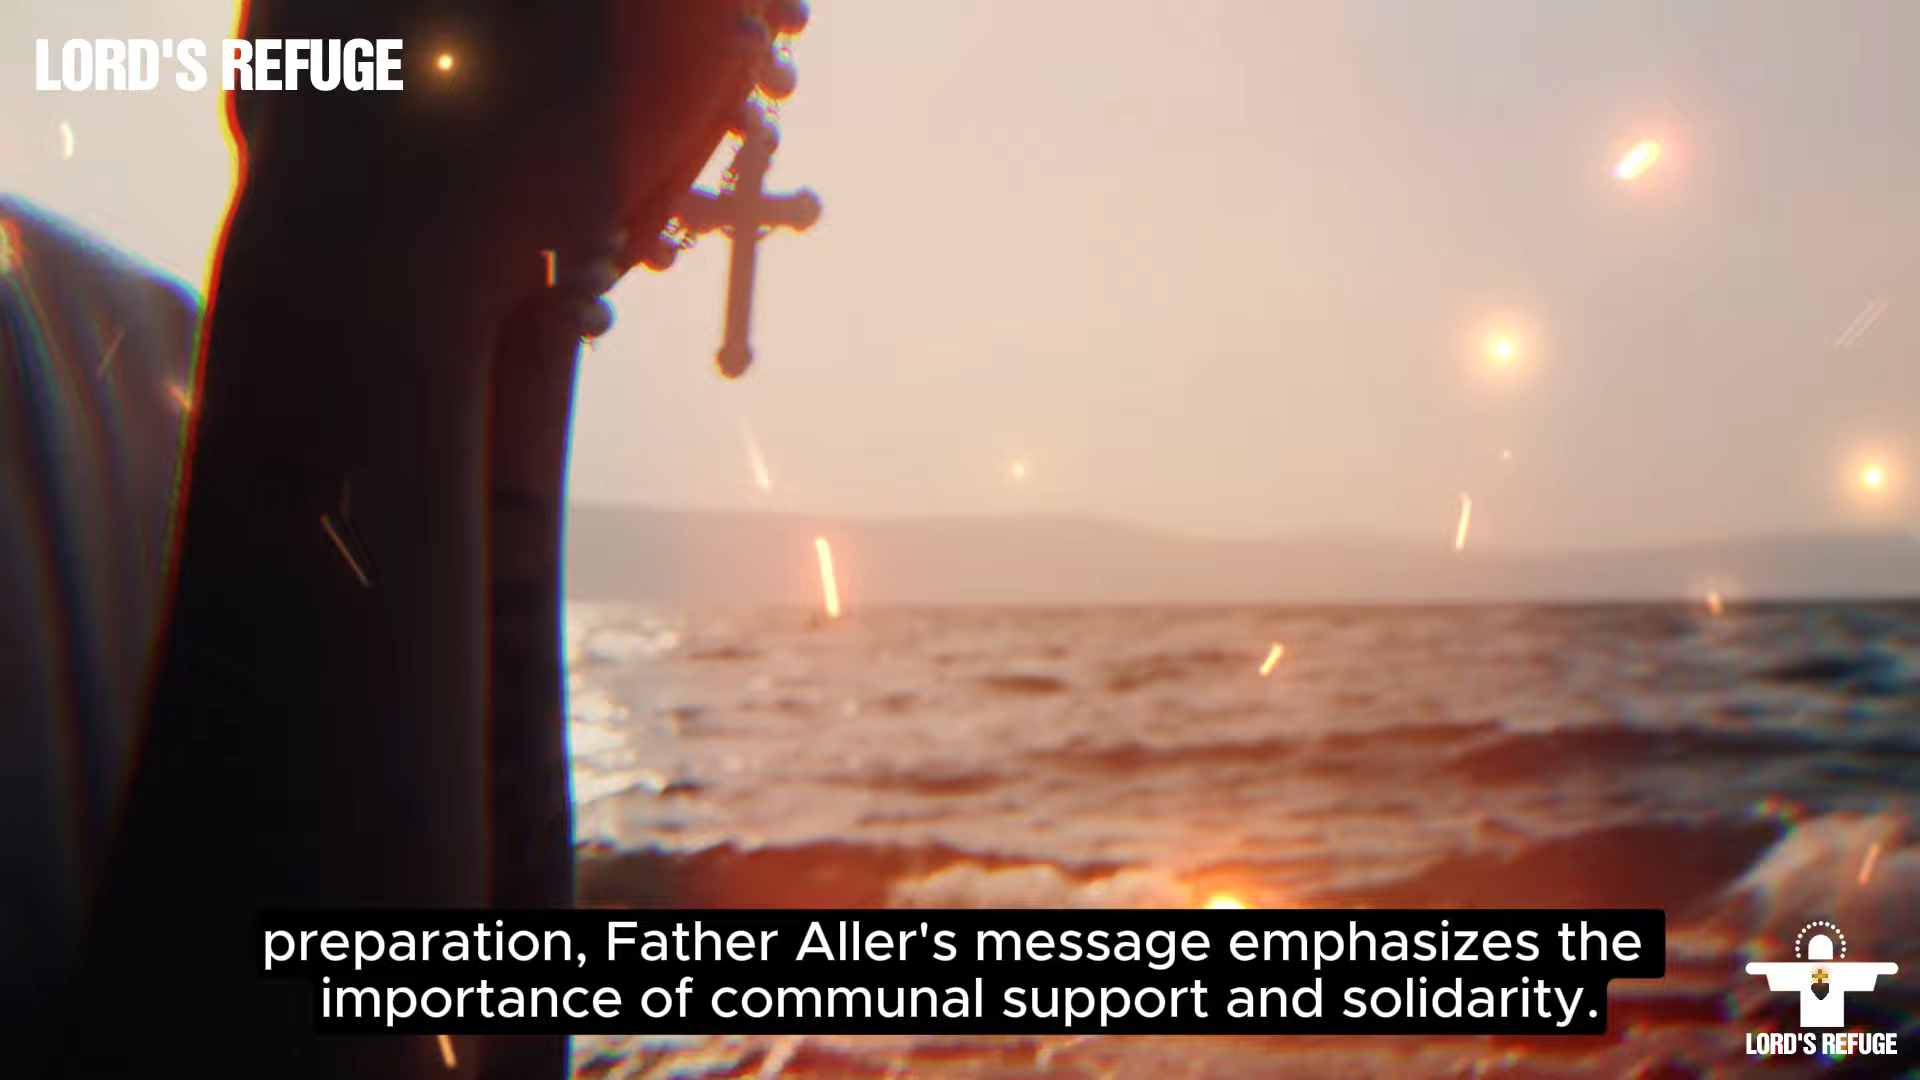 LORD'S REFUGE
preparation, Father Aller's message emphasizes the
importance of communal support and solidarity.
LORD'S REFUGE